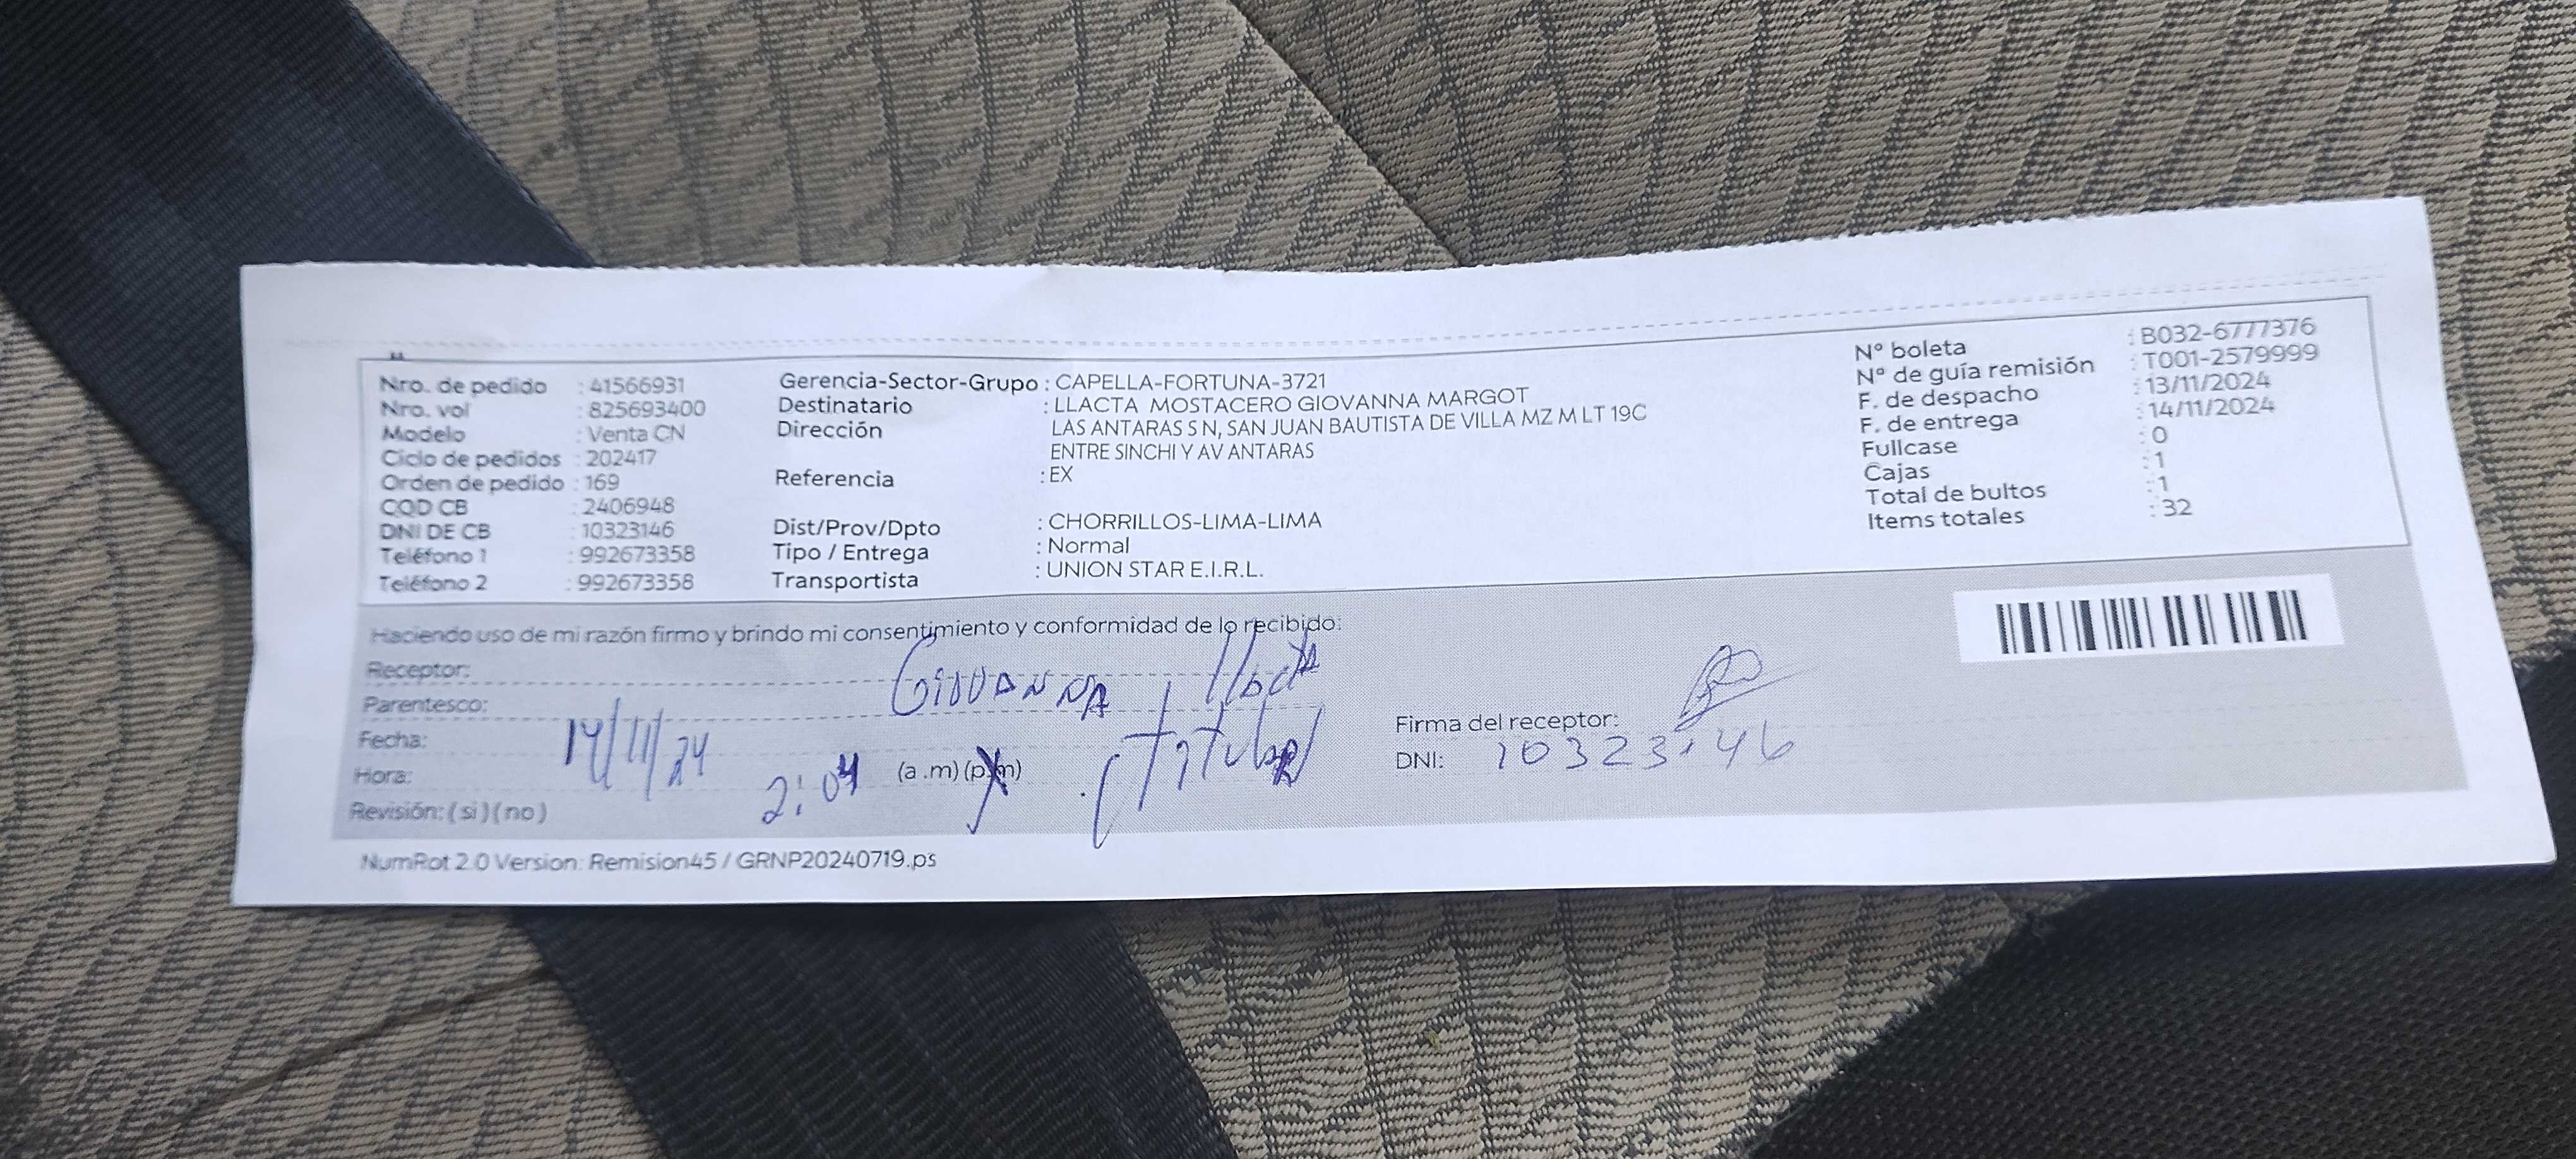 Nro. de pedido : 41566931
Nro. vol : 825693400
Modelo : Venta CN
Ciclo de pedidos : 202417
Orden de pedido : 169
COD CB : 2406948
DNI DE CB : 10323146
Teléfono 1 : 992673358
Teléfono 2 : 992673358
Gerencia-Sector-Grupo : CAPELLA-FORTUNA-3721
Destinatario : LLACTA MOSTACERO GIOVANNA MARGOT
Dirección LAS ANTARAS S N, SAN JUAN BAUTISTA DE VILLA MZ M LT 19C
ENTRE SINCHI Y AV ANTARAS
Referencia : EX
Dist/Prov/Dpto : CHORRILLOS-LIMA-LIMA
Tipo / Entrega : Normal
Transportista : UNION STAR E.I.R.L.
N° boleta : B032-6777376
N° de guía remisión : T001-2579999
F. de despacho : 13/11/2024
F. de entrega : 14/11/2024
Fullcase : 0
Cajas : 1
Total de bultos : 1
Items totales : 32
Haciendo uso de mi razón firmo y brindo mi consentimiento y conformidad de lo recibido:
Receptor: Giovanna Llacta
Parentesco: Titular
Fecha: 14/11/24
Hora: 2:04 (a .m) (p.m)
Revisión: ( si ) ( no )
Firma del receptor:
DNI: 10323146
NumRot 2.0 Version: Remision45 / GRNP20240719.ps